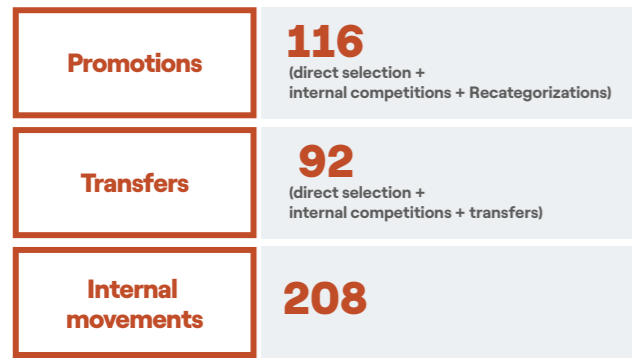 Promotions
116
(direct selection +
internal competitions + Recategorizations)
Transfers
92
(direct selection +
internal competitions + transfers)
Internal
movements
208